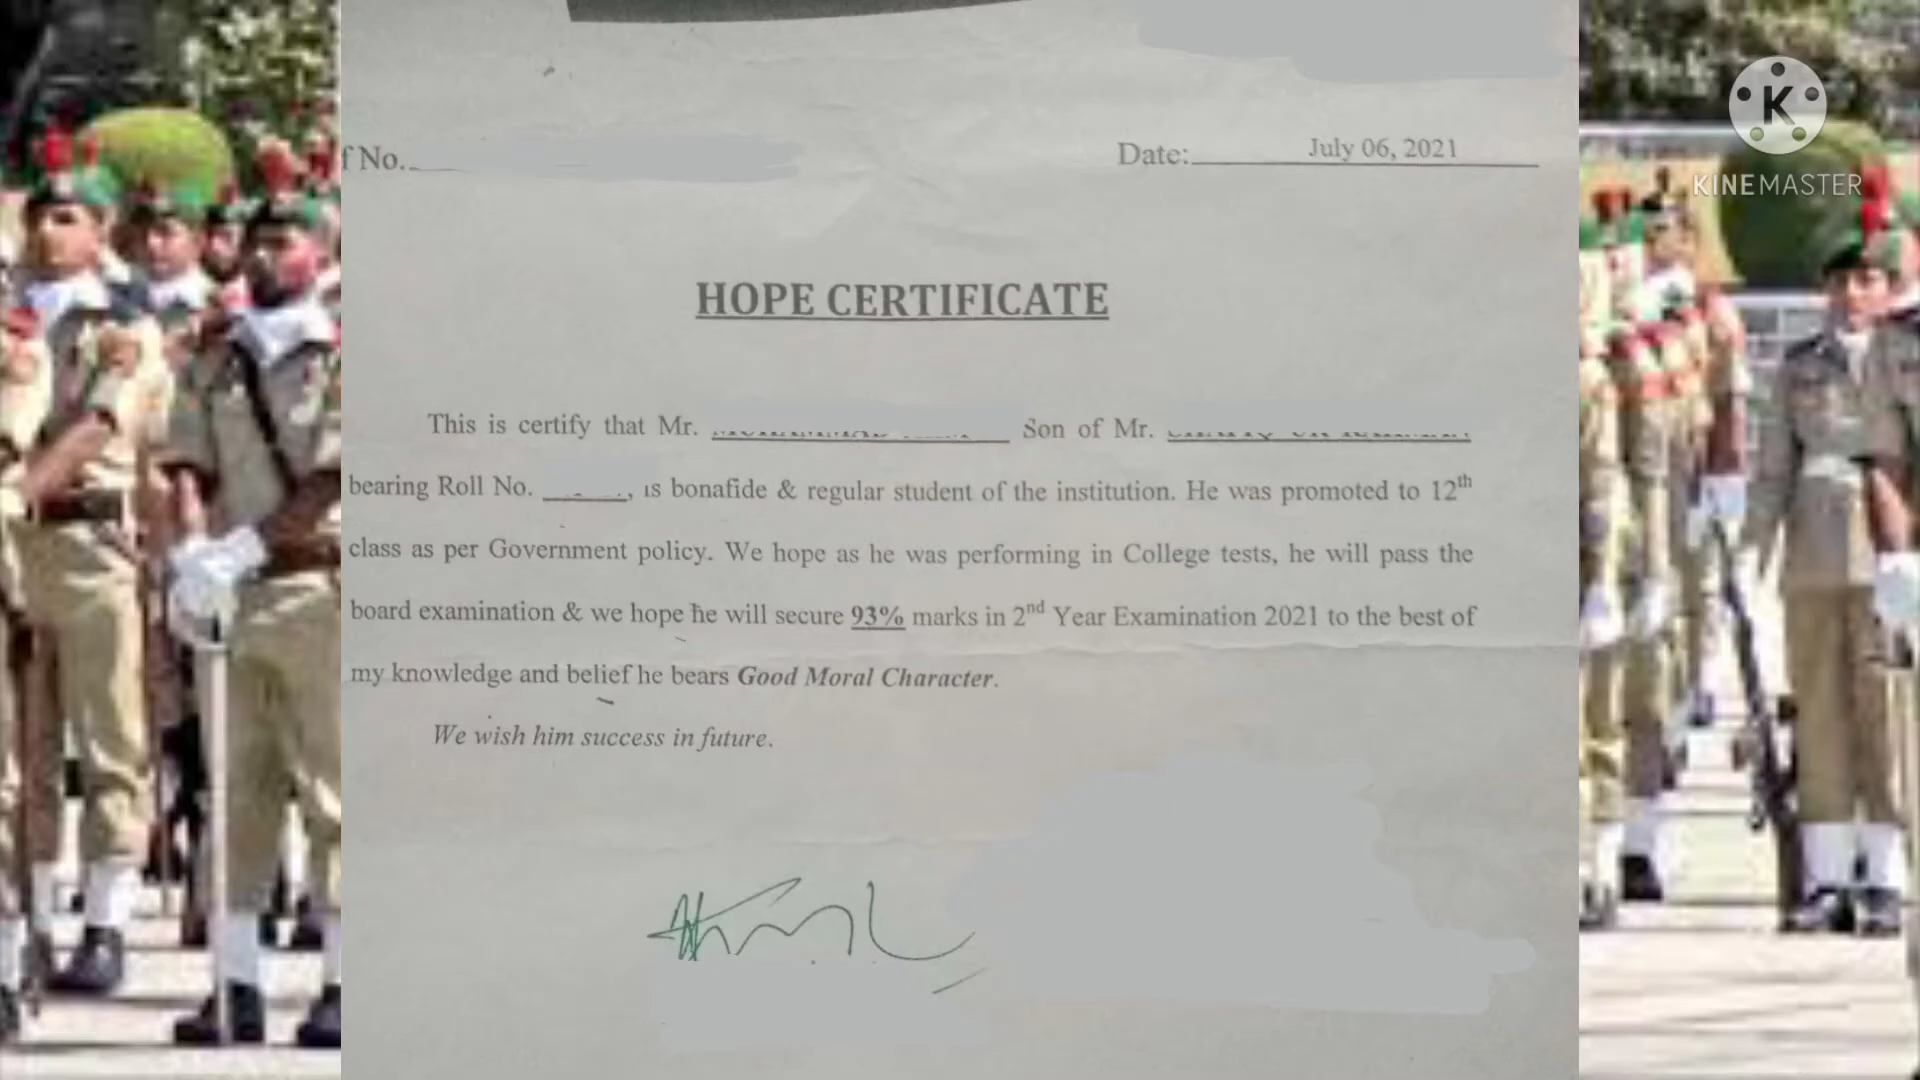 f No.
Date: July 06, 2021
K
KINEMASTER
HOPE CERTIFICATE
This is certify that Mr. Son of Mr.
bearing Roll No. , is bonafide & regular student of the institution. He was promoted to 12th
class as per Government policy. We hope as he was performing in College tests, he will pass the
board examination & we hope he will secure 93% marks in 2nd Year Examination 2021 to the best of
my knowledge and belief he bears Good Moral Character.
We wish him success in future.